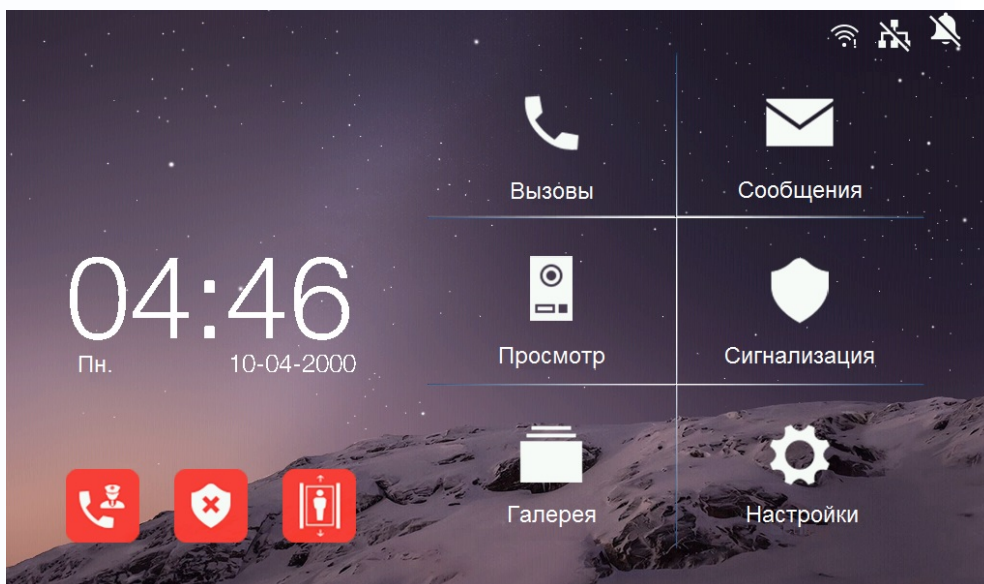 Вызовы
Сообщения
04:46
Пн.
10-04-2000
Просмотр
Сигнализация
Галерея
Настройки